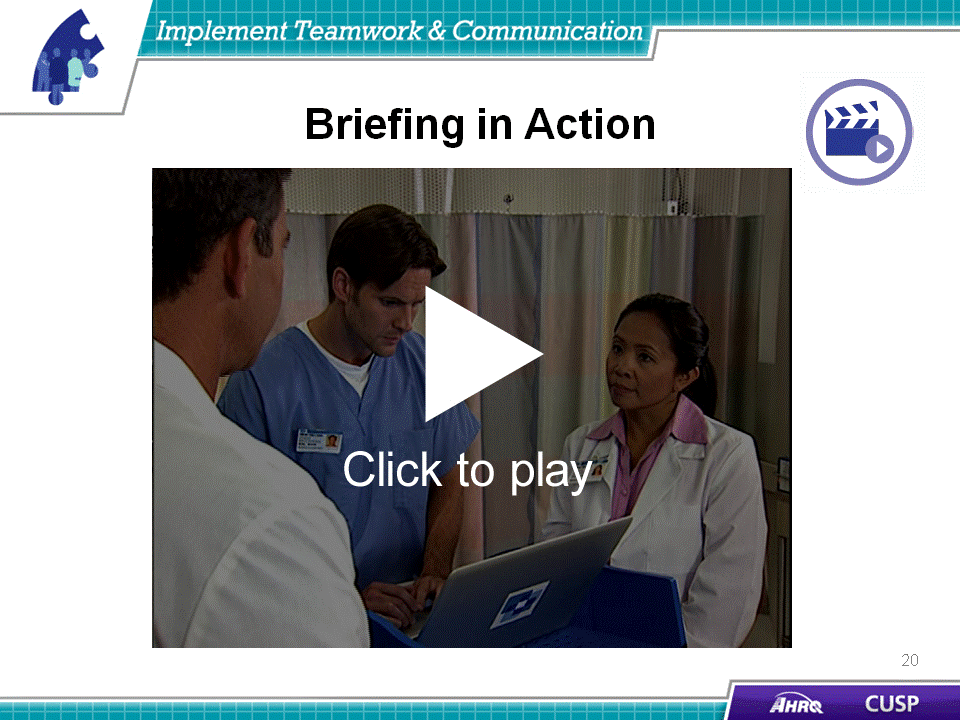 Implement Teamwork & Communication
Briefing in Action
Click to play
20
AHRQ
CUSP